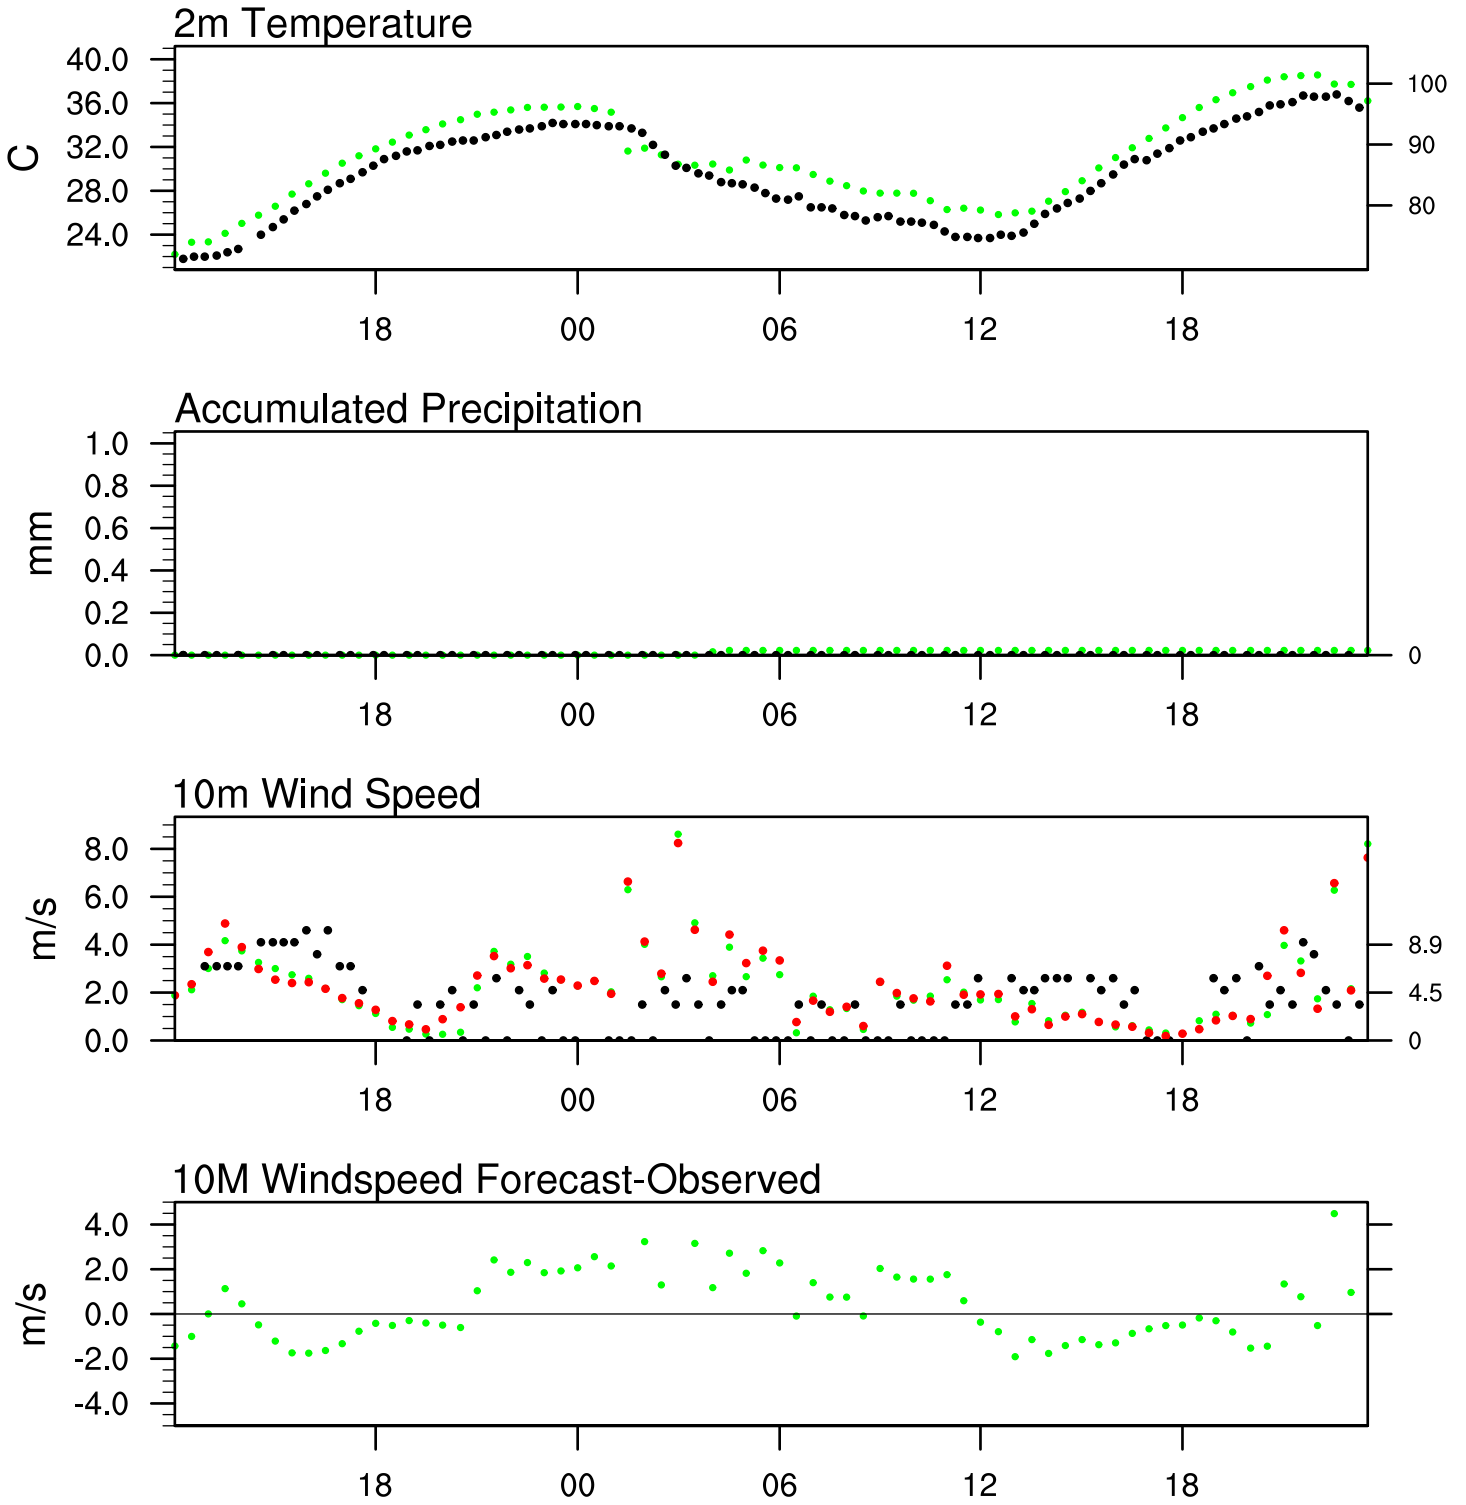 2m Temperature
40.0
36.0
32.0
28.0
24.0
C
100
90
80
18 00 06 12 18
Accumulated Precipitation
1.0
0.8
0.6
0.4
0.2
0.0
mm
0
18 00 06 12 18
10m Wind Speed
8.0
6.0
4.0
2.0
0.0
m/s
8.9
4.5
0
18 00 06 12 18
10M Windspeed Forecast-Observed
4.0
2.0
0.0
-2.0
-4.0
m/s
18 00 06 12 18